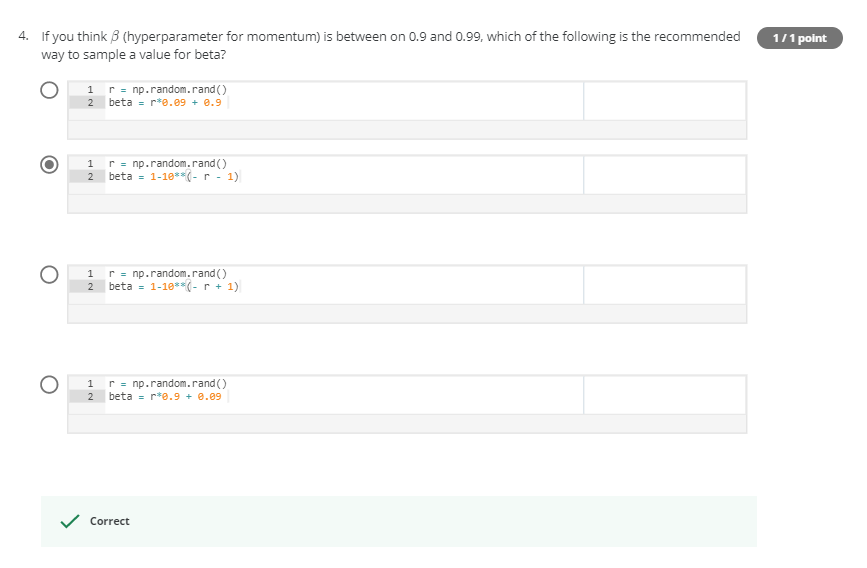 4. If you think β (hyperparameter for momentum) is between on 0.9 and 0.99, which of the following is the recommended
way to sample a value for beta?
1 / 1 point
1 r = np.random.rand()
2 beta = r*0.09 + 0.9
1 r = np.random.rand()
2 beta = 1-10**(- r - 1)
1 r = np.random.rand()
2 beta = 1-10**(- r + 1)
1 r = np.random.rand()
2 beta = r*0.9 + 0.09
Correct